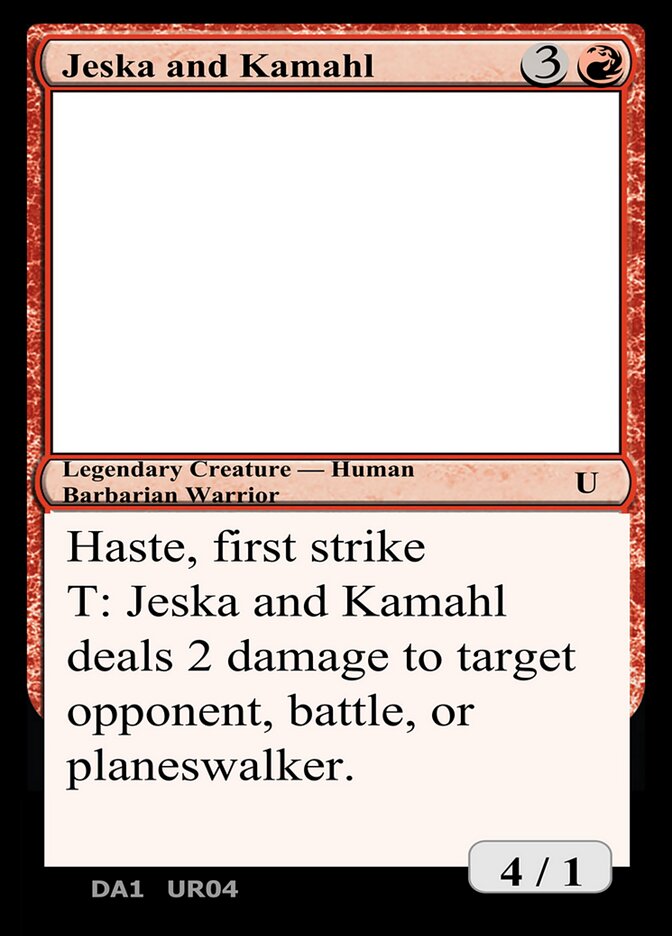 Jeska and Kamahl 3
Legendary Creature — Human
Barbarian Warrior U
Haste, first strike
T: Jeska and Kamahl
deals 2 damage to target
opponent, battle, or
planeswalker.
4 / 1
DA1 UR04